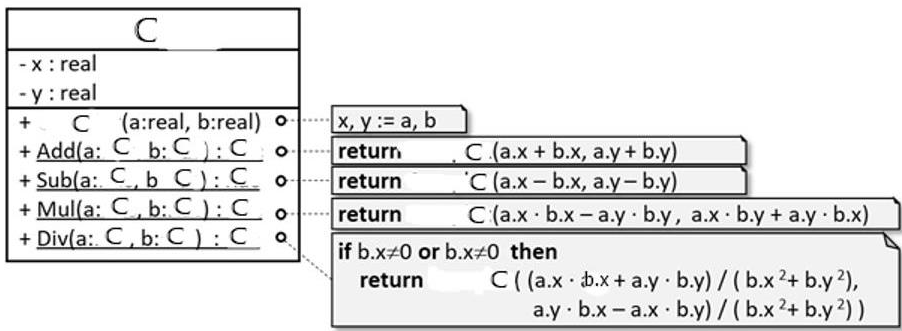 C
- x : real
- y : real
+ C (a:real, b:real)
+ Add(a: C b: C ) : C
+ Sub(a: C , b C ) : C
+ Mul(a: C , b: C ) : C
+ Div(a: C , b: C ) : C
x, y := a, b
return C (a.x + b.x, a.y + b.y)
return C (a.x – b.x, a.y – b.y)
return C (a.x · b.x – a.y · b.y , a.x · b.y + a.y · b.x)
if b.x≠0 or b.x≠0 then
return C ( (a.x · b.x + a.y · b.y) / ( b.x ²+ b.y ²),
a.y · b.x – a.x · b.y) / ( b.x ²+ b.y ²) )